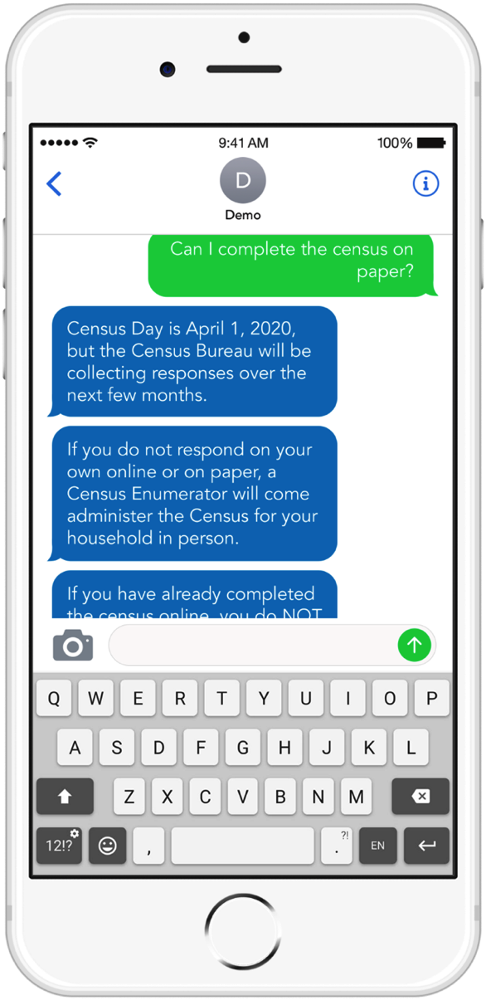 9:41 AM
100%
D
Demo
Can I complete the census on
paper?
Census Day is April 1, 2020,
but the Census Bureau will be
collecting responses over the
next few months.
If you do not respond on your
own online or on paper, a
Census Enumerator will come
administer the Census for your
household in person.
If you have already completed
the census online, you do NOT
Q W E R T Y U I O P
A S D F G H J K L
Z X C V B N M
12!? , . ?! EN